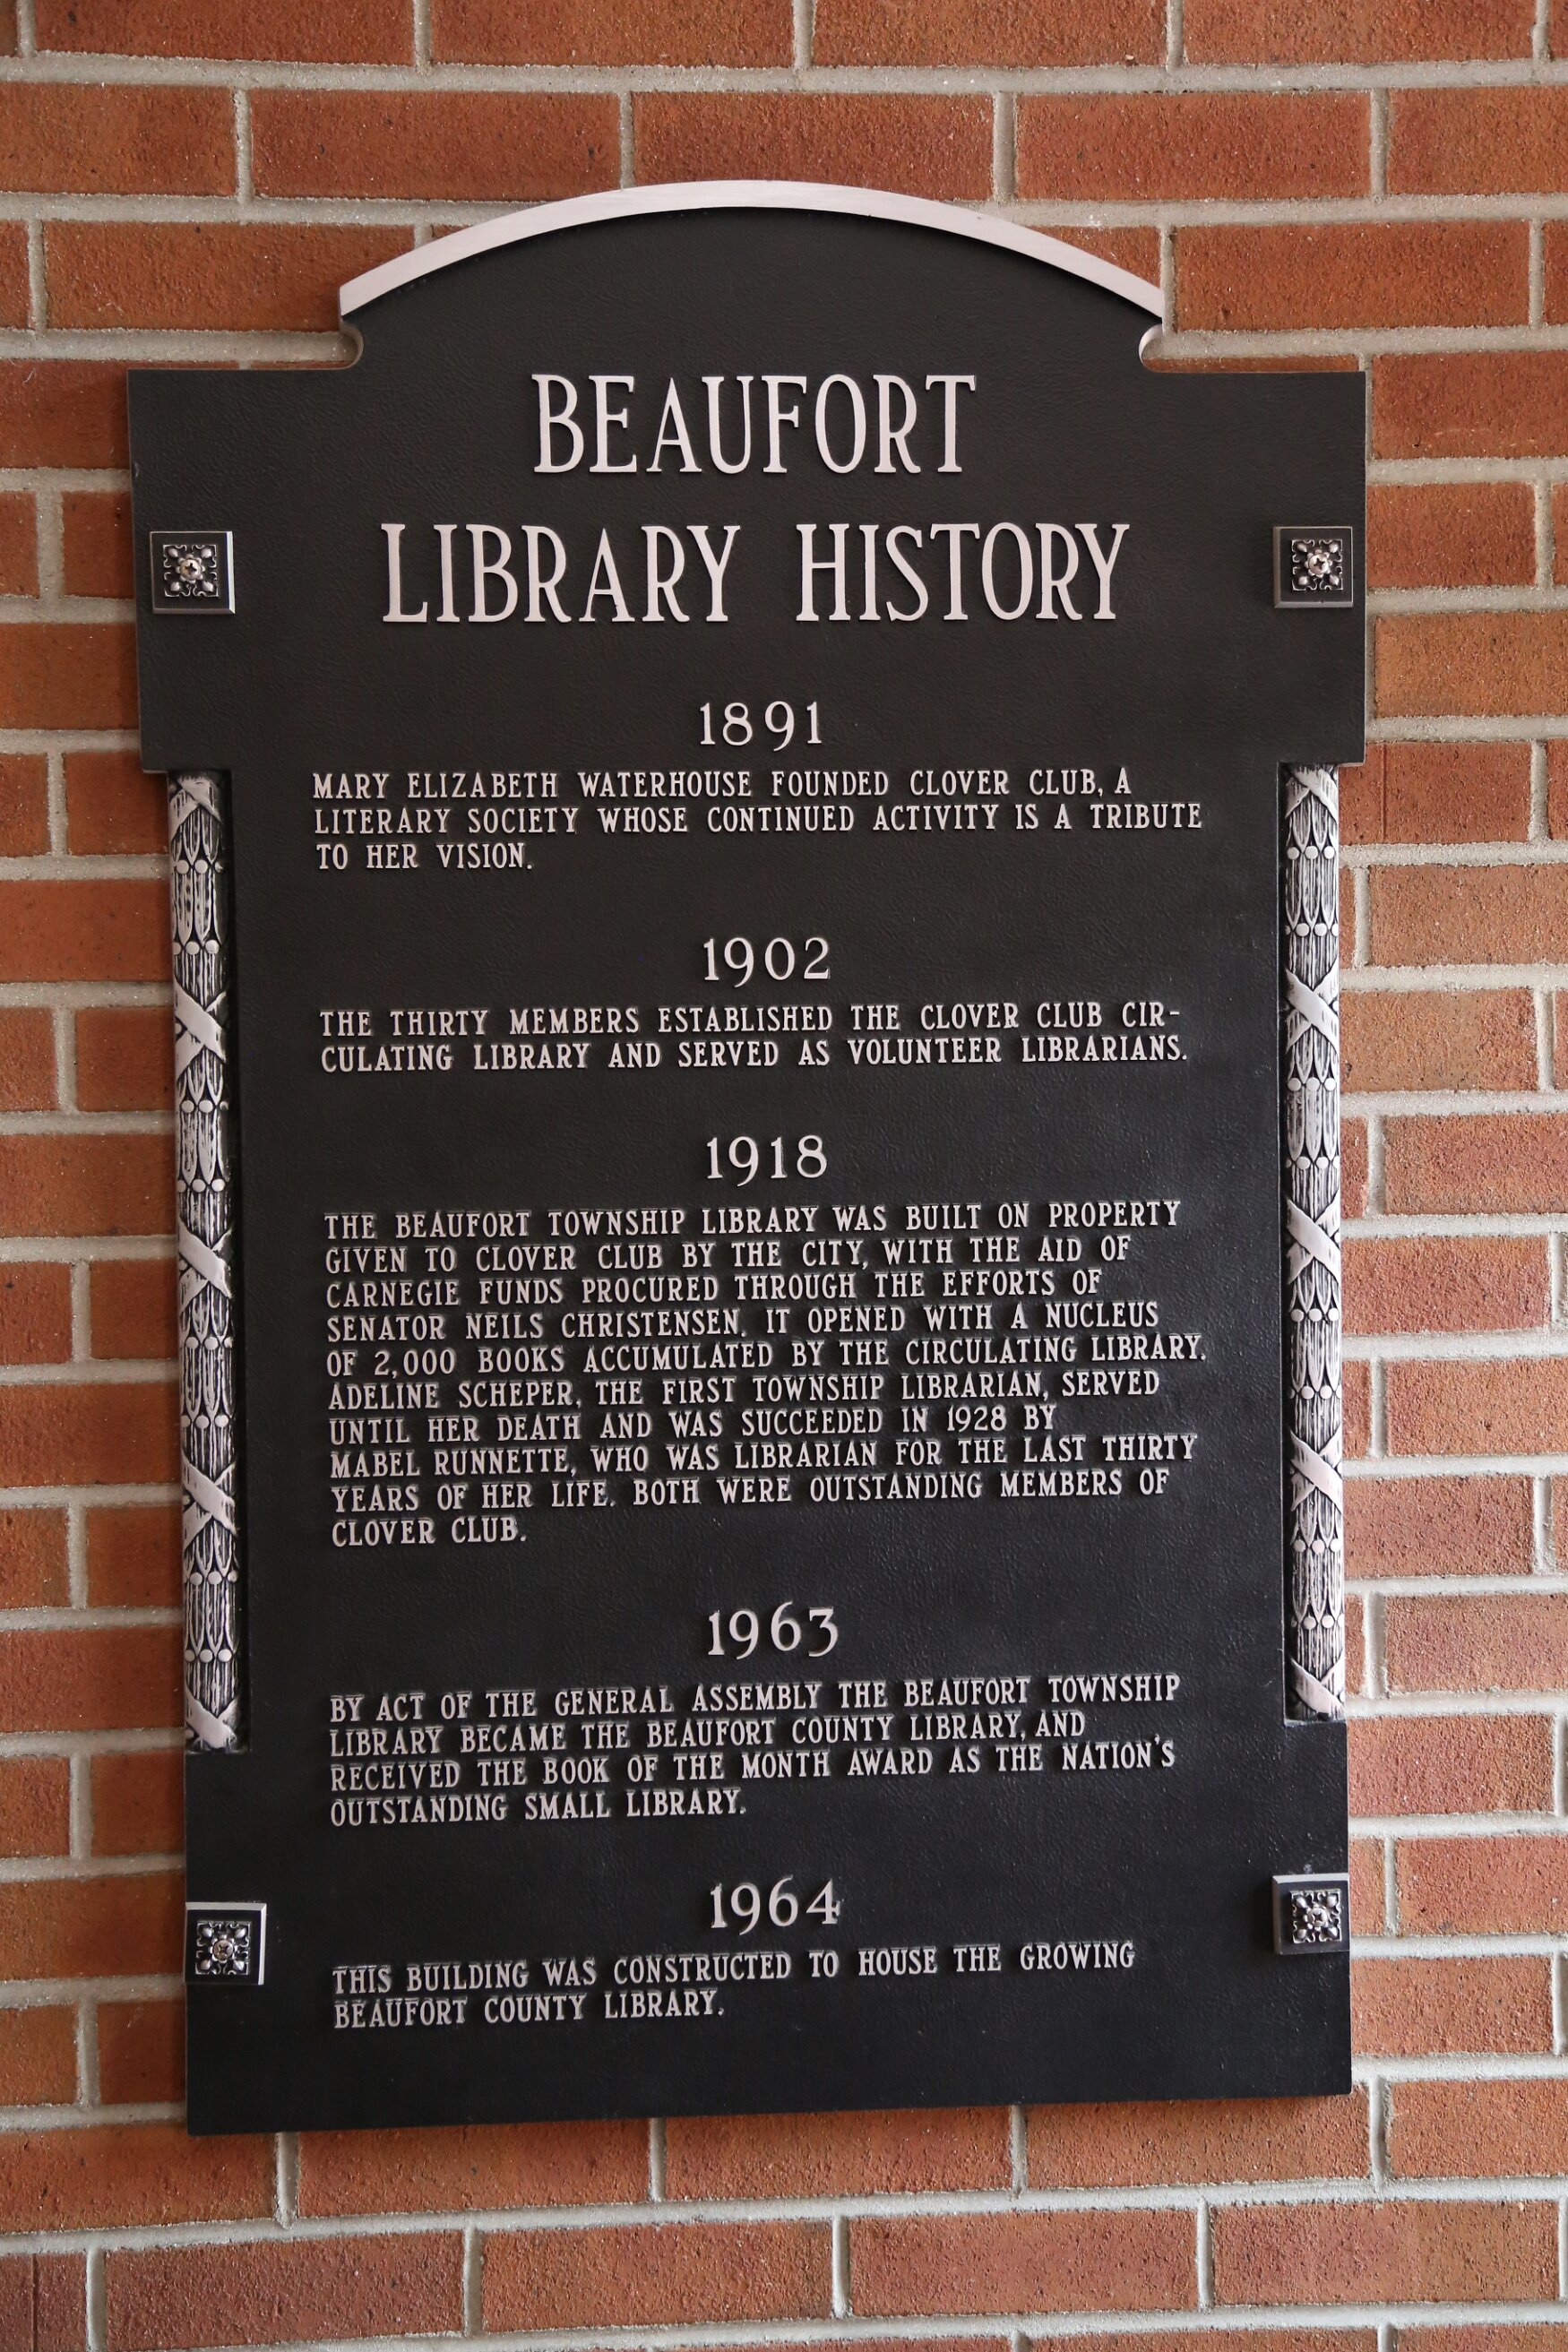 BEAUFORT
LIBRARY HISTORY
1891
MARY ELIZABETH WATERHOUSE FOUNDED CLOVER CLUB, A
LITERARY SOCIETY WHOSE CONTINUED ACTIVITY IS A TRIBUTE
TO HER VISION.
1902
THE THIRTY MEMBERS ESTABLISHED THE CLOVER CLUB CIR-
CULATING LIBRARY AND SERVED AS VOLUNTEER LIBRARIANS.
1918
THE BEAUFORT TOWNSHIP LIBRARY WAS BUILT ON PROPERTY
GIVEN TO CLOVER CLUB BY THE CITY, WITH THE AID OF
CARNEGIE FUNDS PROCURED THROUGH THE EFFORTS OF
SENATOR NEILS CHRISTENSEN. IT OPENED WITH A NUCLEUS
OF 2,000 BOOKS ACCUMULATED BY THE CIRCULATING LIBRARY.
ADELINE SCHEPER, THE FIRST TOWNSHIP LIBRARIAN, SERVED
UNTIL HER DEATH AND WAS SUCCEEDED IN 1928 BY
MABEL RUNNETTE, WHO WAS LIBRARIAN FOR THE LAST THIRTY
YEARS OF HER LIFE. BOTH WERE OUTSTANDING MEMBERS OF
CLOVER CLUB.
1963
BY ACT OF THE GENERAL ASSEMBLY THE BEAUFORT TOWNSHIP
LIBRARY BECAME THE BEAUFORT COUNTY LIBRARY, AND
RECEIVED THE BOOK OF THE MONTH AWARD AS THE NATION'S
OUTSTANDING SMALL LIBRARY.
1964
THIS BUILDING WAS CONSTRUCTED TO HOUSE THE GROWING
BEAUFORT COUNTY LIBRARY.